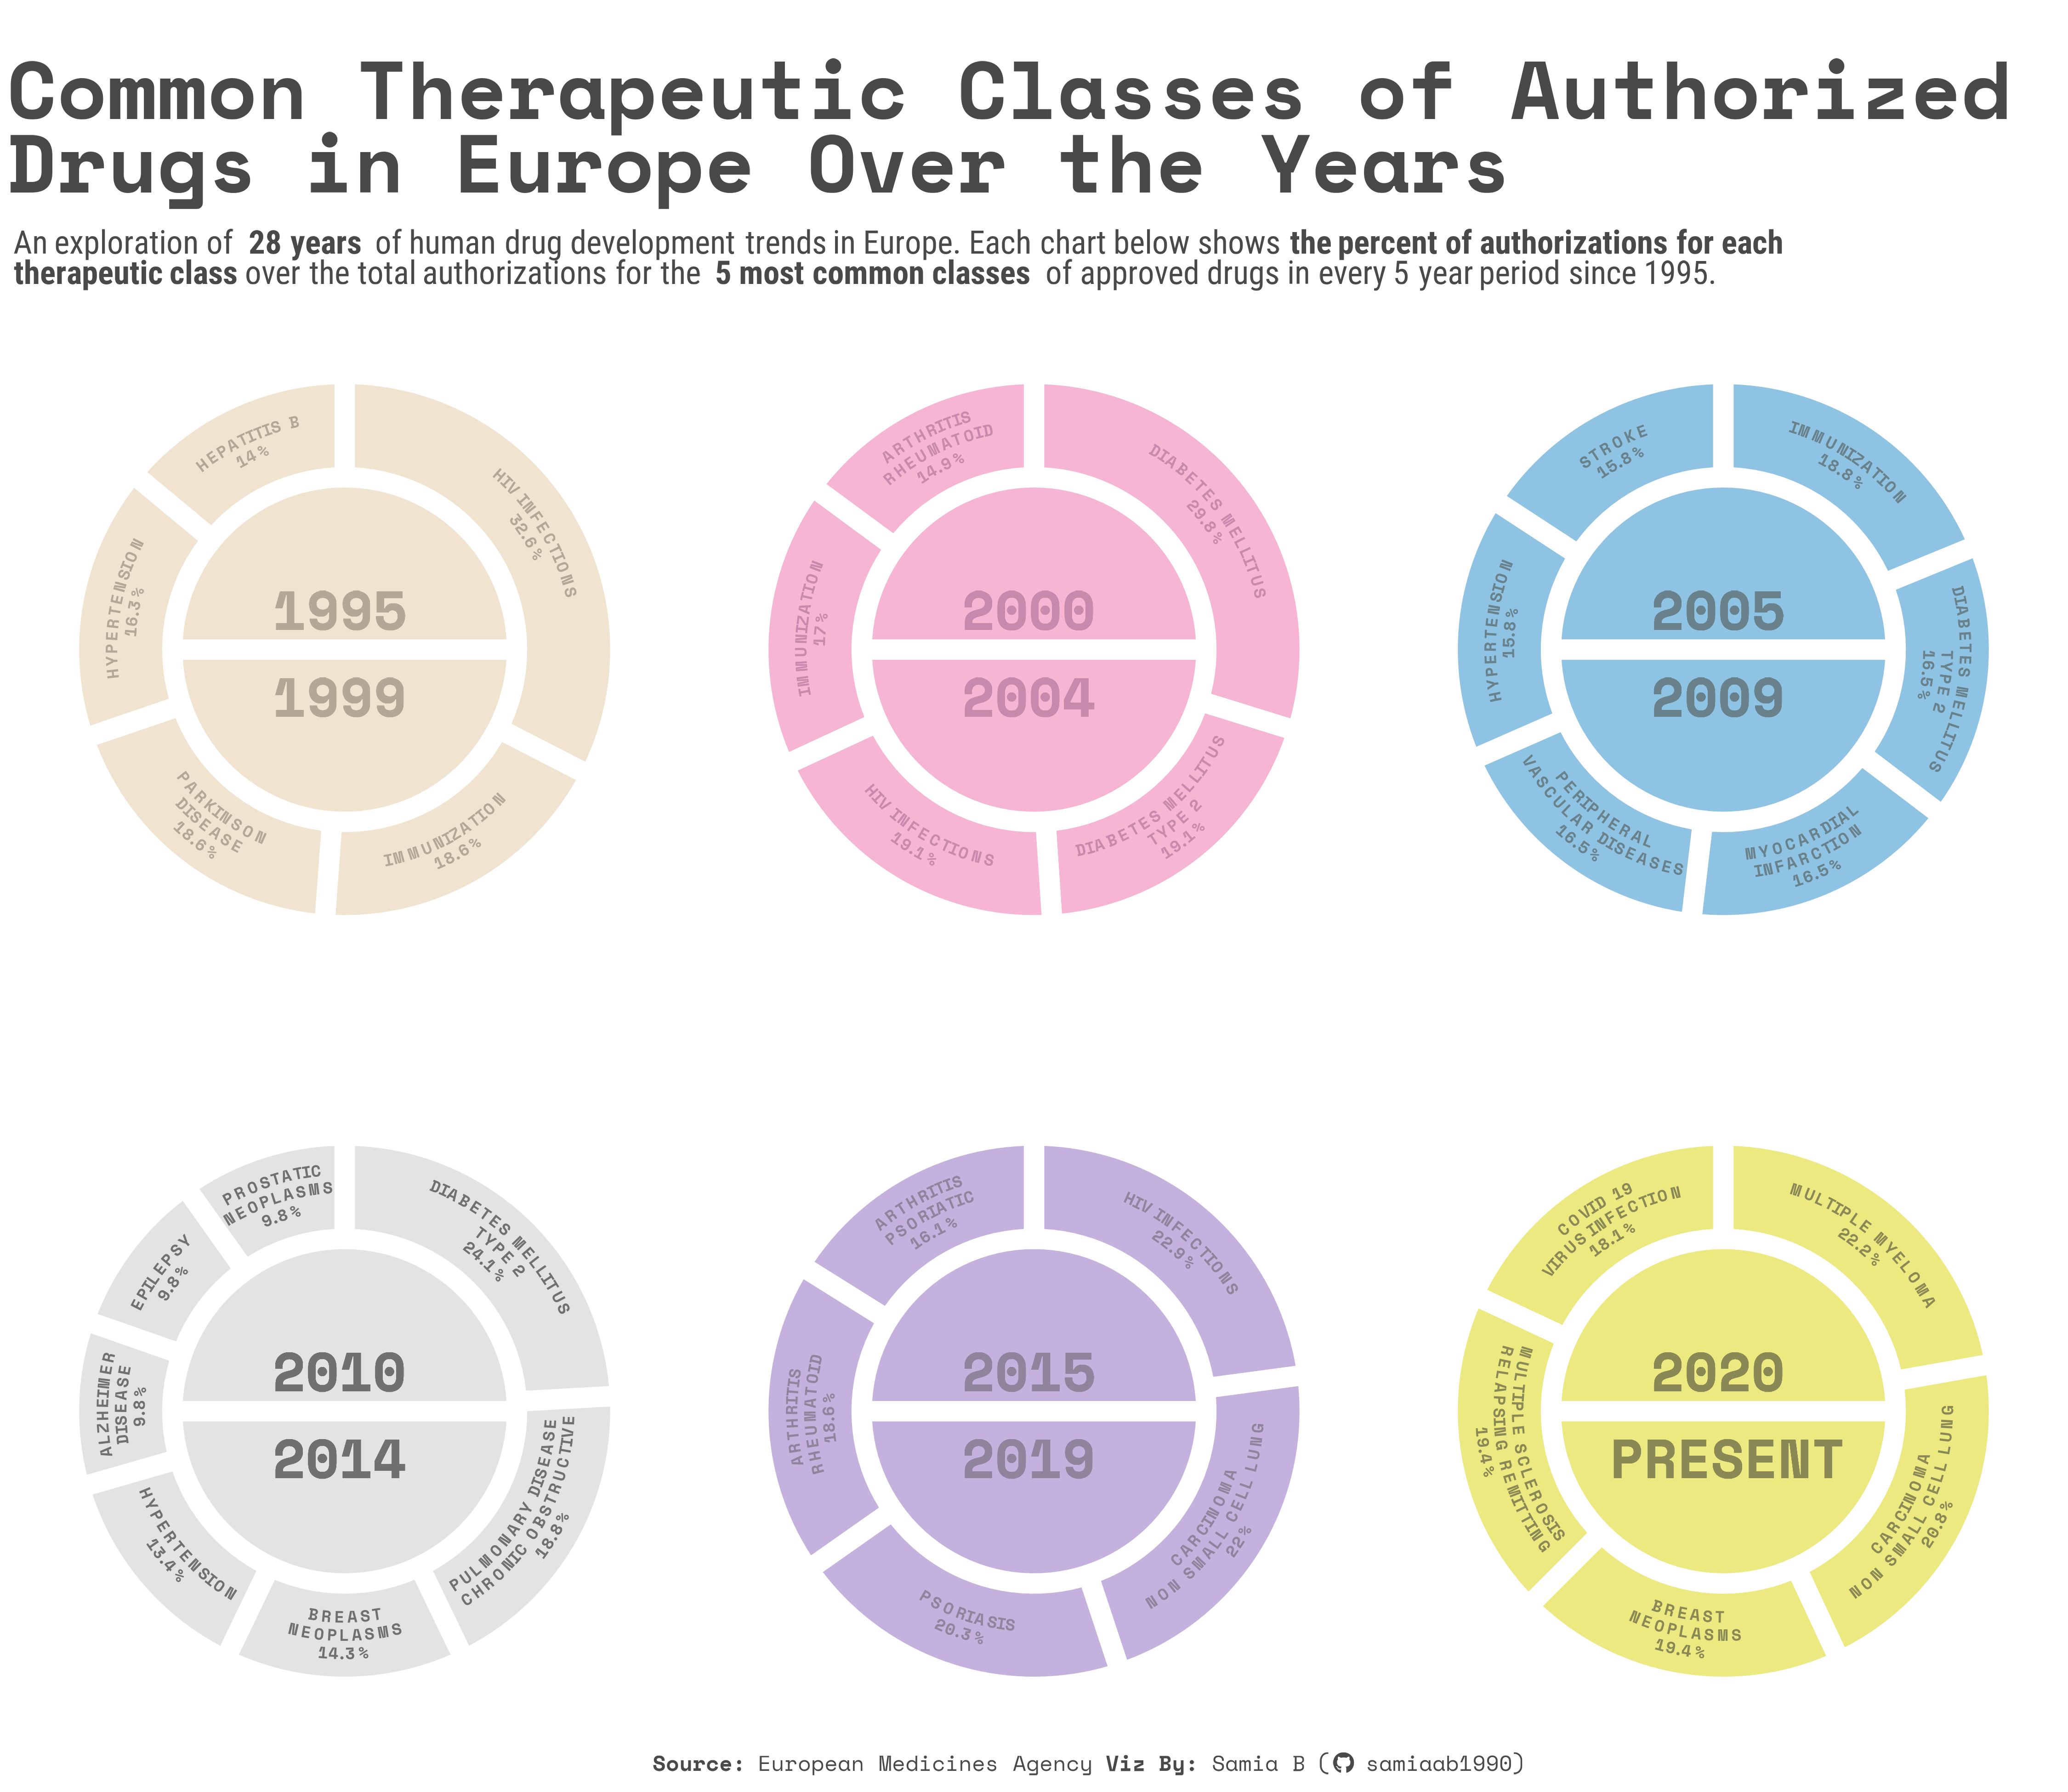 Common Therapeutic Classes of Authorized
Drugs in Europe Over the Years
An exploration of 28 years of human drug development trends in Europe. Each chart below shows the percent of authorizations for each
therapeutic class over the total authorizations for the 5 most common classes of approved drugs in every 5 year period since 1995.
1995
1999
HIV INFECTIONS
32.6%
IMMUNIZATION
18.6%
PARKINSON
DISEASE
18.6%
HYPERTENSION
16.3%
HEPATITIS B
14%
2000
2004
DIABETES MELLITUS
29.8%
DIABETES MELLITUS
TYPE 2
19.1%
HIV INFECTIONS
19.1%
IMMUNIZATION
17%
ARTHRITIS
RHEUMATOID
14.9%
2005
2009
IMMUNIZATION
18.8%
DIABETES MELLITUS
TYPE 2
16.5%
MYOCARDIAL
INFARCTION
16.5%
PERIPHERAL
VASCULAR DISEASES
16.5%
HYPERTENSION
15.8%
STROKE
15.8%
2010
2014
DIABETES MELLITUS
TYPE 2
24.1%
PULMONARY DISEASE
CHRONIC OBSTRUCTIVE
18.8%
BREAST
NEOPLASMS
14.3%
HYPERTENSION
13.4%
ALZHEIMER
DISEASE
9.8%
EPILEPSY
9.8%
PROSTATIC
NEOPLASMS
9.8%
2015
2019
HIV INFECTIONS
22.9%
CARCINOMA
NON SMALL CELL LUNG
22%
PSORIASIS
20.3%
ARTHRITIS
RHEUMATOID
18.6%
ARTHRITIS
PSORIATIC
16.1%
2020
PRESENT
MULTIPLE MYELOMA
22.2%
CARCINOMA
NON SMALL CELL LUNG
20.8%
BREAST
NEOPLASMS
19.4%
MULTIPLE SCLEROSIS
RELAPSING REMITTING
19.4%
COVID 19
VIRUS INFECTION
18.1%
Source: European Medicines Agency Viz By: Samia B ( samiaab1990)